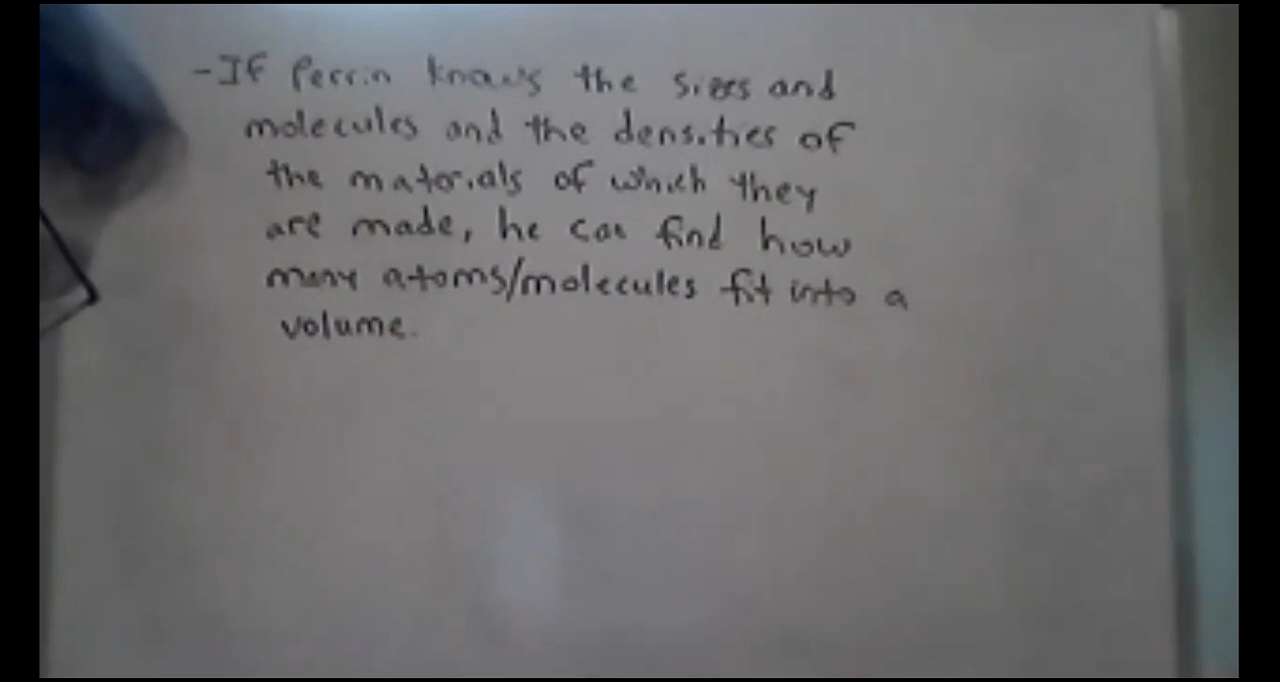 -If Perrin knows the sizes and
molecules and the densities of
the materials of which they
are made, he can find how
many atoms/molecules fit into a
volume.